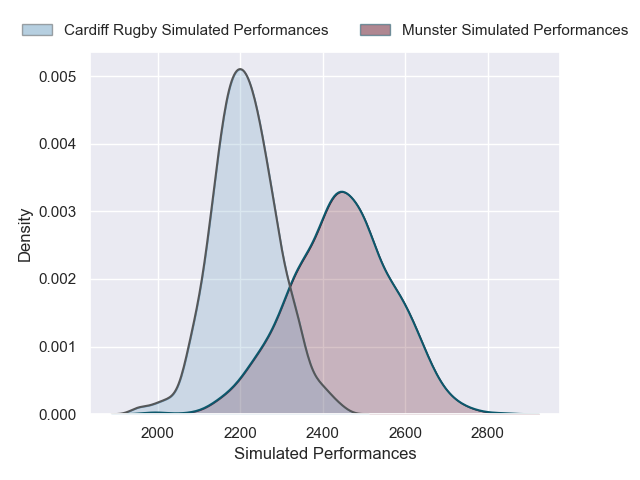 Cardiff Rugby Simulated Performances Munster Simulated Performances
0.005
0.004
0.003
0.002
0.001
0.000
Density
2000 2200 2400 2600 2800
Simulated Performances